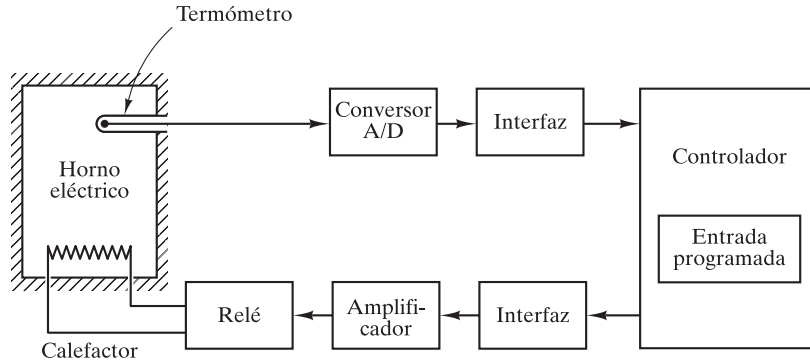 Termómetro
Conversor
A/D
Interfaz
Controlador
Horno
eléctrico
Entrada
programada
Relé
Amplifi-
cador
Interfaz
Calefactor